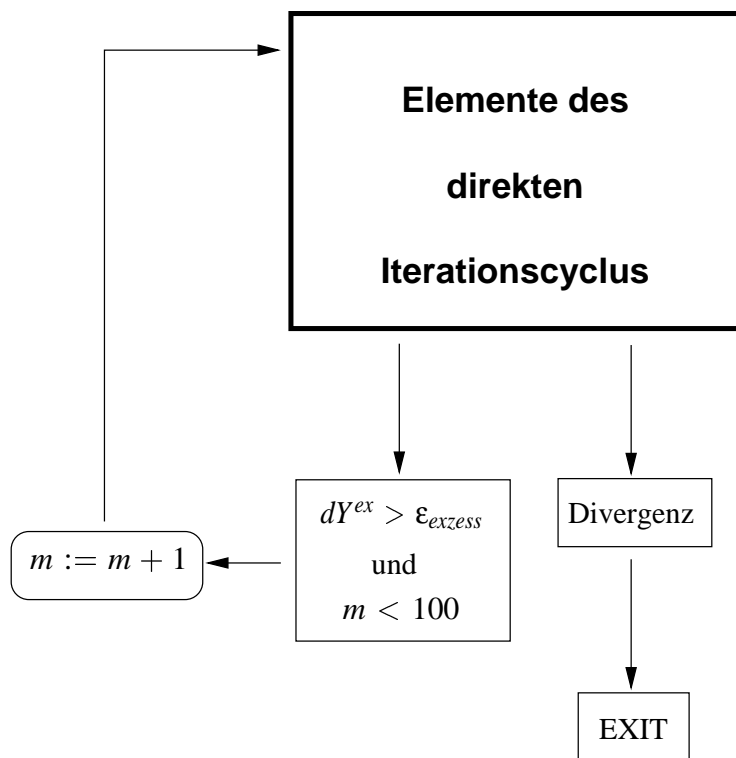 Elemente des
direkten
Iterationscyclus
dY^ex > ε_exzess
und
m < 100
Divergenz
m := m + 1
EXIT